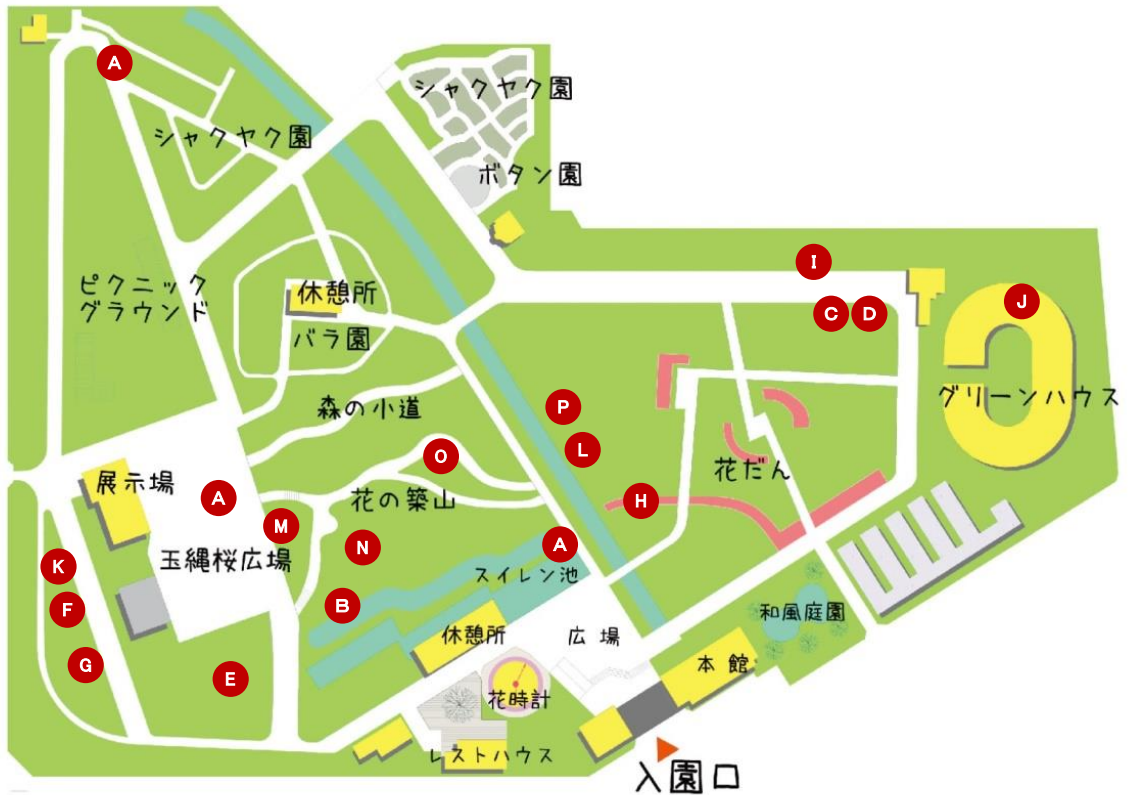 A
シャクヤク園
シャクヤク園
ボタン園
ピクニック
グラウンド
休憩所
バラ園
I
C
D
J
グリーンハウス
森の小道
P
L
O
花だん
展示場
A
花の築山
H
M
玉縄桜広場
N
A
スイレン池
K
F
B
和風庭園
休憩所
広場
G
E
本館
花時計
レストハウス
入園口